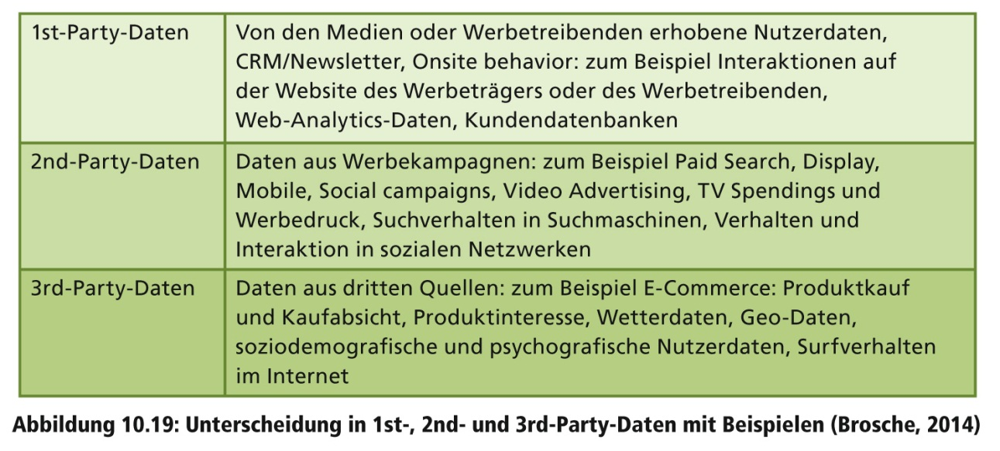 1st-Party-Daten
Von den Medien oder Werbetreibenden erhobene Nutzerdaten,
CRM/Newsletter, Onsite behavior: zum Beispiel Interaktionen auf
der Website des Werbeträgers oder des Werbetreibenden,
Web-Analytics-Daten, Kundendatenbanken
2nd-Party-Daten
Daten aus Werbekampagnen: zum Beispiel Paid Search, Display,
Mobile, Social campaigns, Video Advertising, TV Spendings und
Werbedruck, Suchverhalten in Suchmaschinen, Verhalten und
Interaktion in sozialen Netzwerken
3rd-Party-Daten
Daten aus dritten Quellen: zum Beispiel E-Commerce: Produktkauf
und Kaufabsicht, Produktinteresse, Wetterdaten, Geo-Daten,
soziodemografische und psychografische Nutzerdaten, Surfverhalten
im Internet
Abbildung 10.19: Unterscheidung in 1st-, 2nd- und 3rd-Party-Daten mit Beispielen (Brosche, 2014)